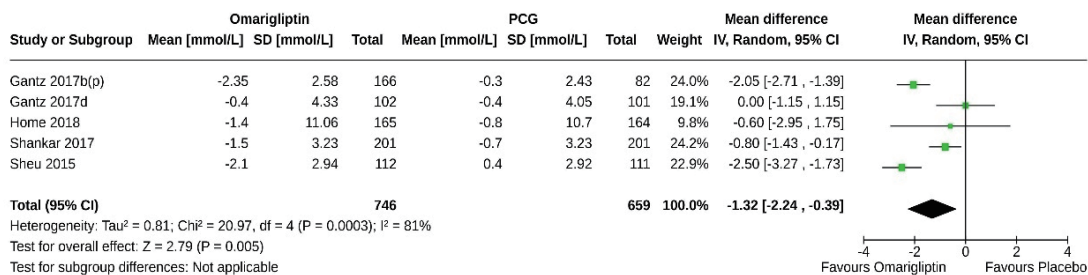 Omarigliptin PCG Mean difference Mean difference
Study or Subgroup Mean [mmol/L] SD [mmol/L] Total Mean [mmol/L] SD [mmol/L] Total Weight IV, Random, 95% CI IV, Random, 95% CI
Gantz 2017b(p) -2.35 2.58 166 -0.3 2.43 82 24.0% -2.05 [-2.71 , -1.39]
Gantz 2017d -0.4 4.33 102 -0.4 4.05 101 19.1% 0.00 [-1.15 , 1.15]
Home 2018 -1.4 11.06 165 -0.8 10.7 164 9.8% -0.60 [-2.95 , 1.75]
Shankar 2017 -1.5 3.23 201 -0.7 3.23 201 24.2% -0.80 [-1.43 , -0.17]
Sheu 2015 -2.1 2.94 112 0.4 2.92 111 22.9% -2.50 [-3.27 , -1.73]
Total (95% CI) 746 659 100.0% -1.32 [-2.24 , -0.39]
Heterogeneity: Tau² = 0.81; Chi² = 20.97, df = 4 (P = 0.0003); I² = 81%
Test for overall effect: Z = 2.79 (P = 0.005)
-4 -2 0 2 4
Test for subgroup differences: Not applicable
Favours Omarigliptin Favours Placebo